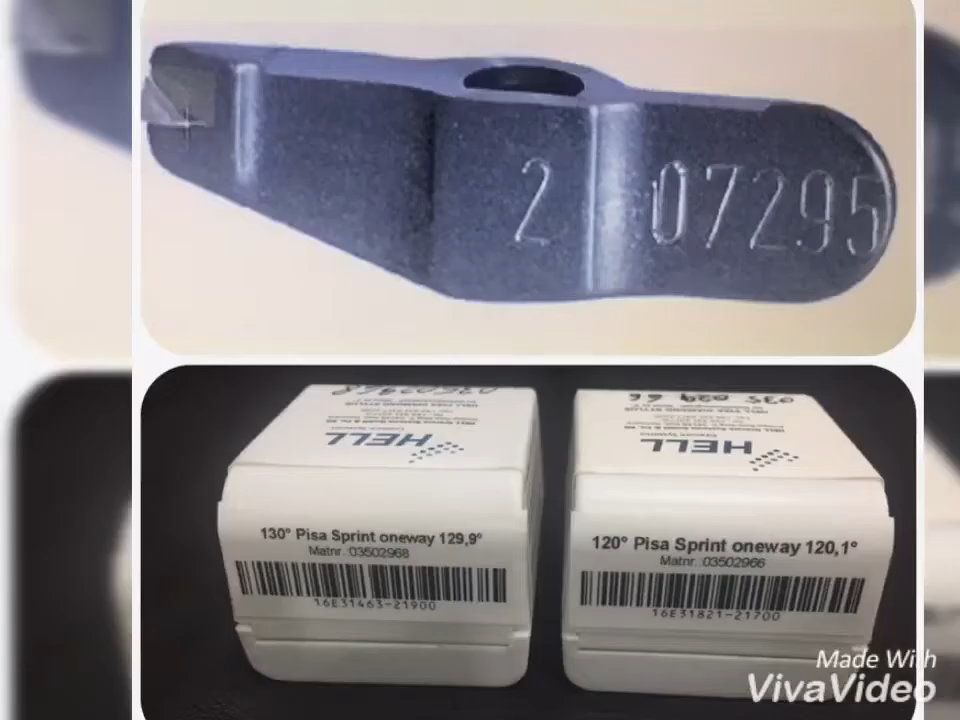 2 07295
HELL
130° Pisa Sprint oneway 129,9°
Matnr.:03502968
16E31463-21900
HELL
120° Pisa Sprint oneway 120,1°
Matnr.:03502966
16E31821-21700
Made With
VivaVideo